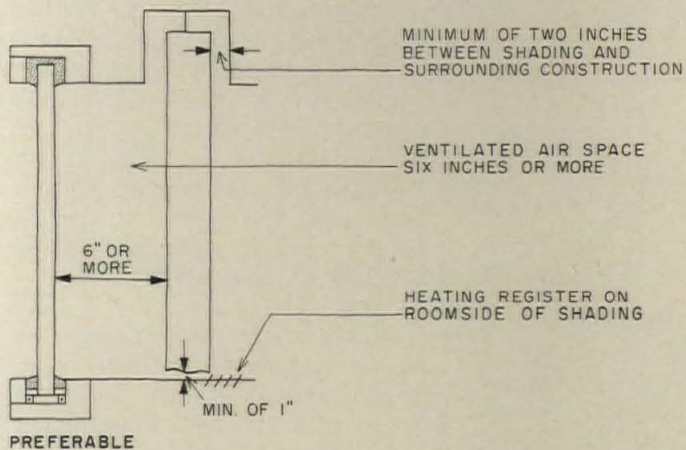 MINIMUM OF TWO INCHES
BETWEEN SHADING AND
SURROUNDING CONSTRUCTION
VENTILATED AIR SPACE
SIX INCHES OR MORE
6" OR
MORE
HEATING REGISTER ON
ROOMSIDE OF SHADING
MIN. OF 1"
PREFERABLE